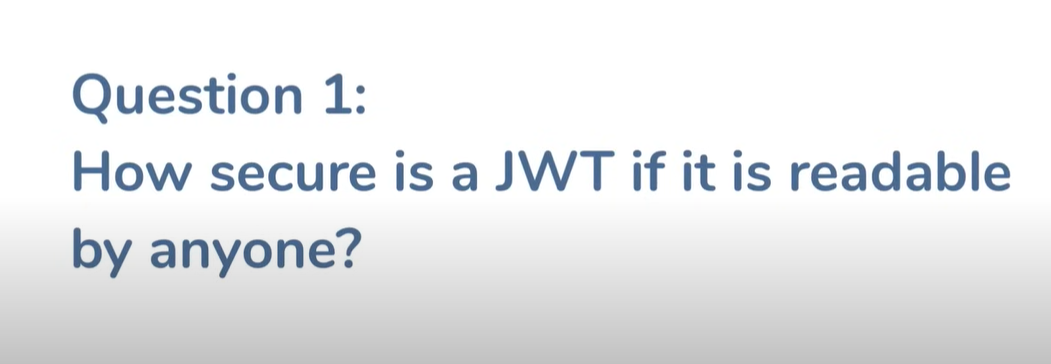 Question 1:
How secure is a JWT if it is readable
by anyone?